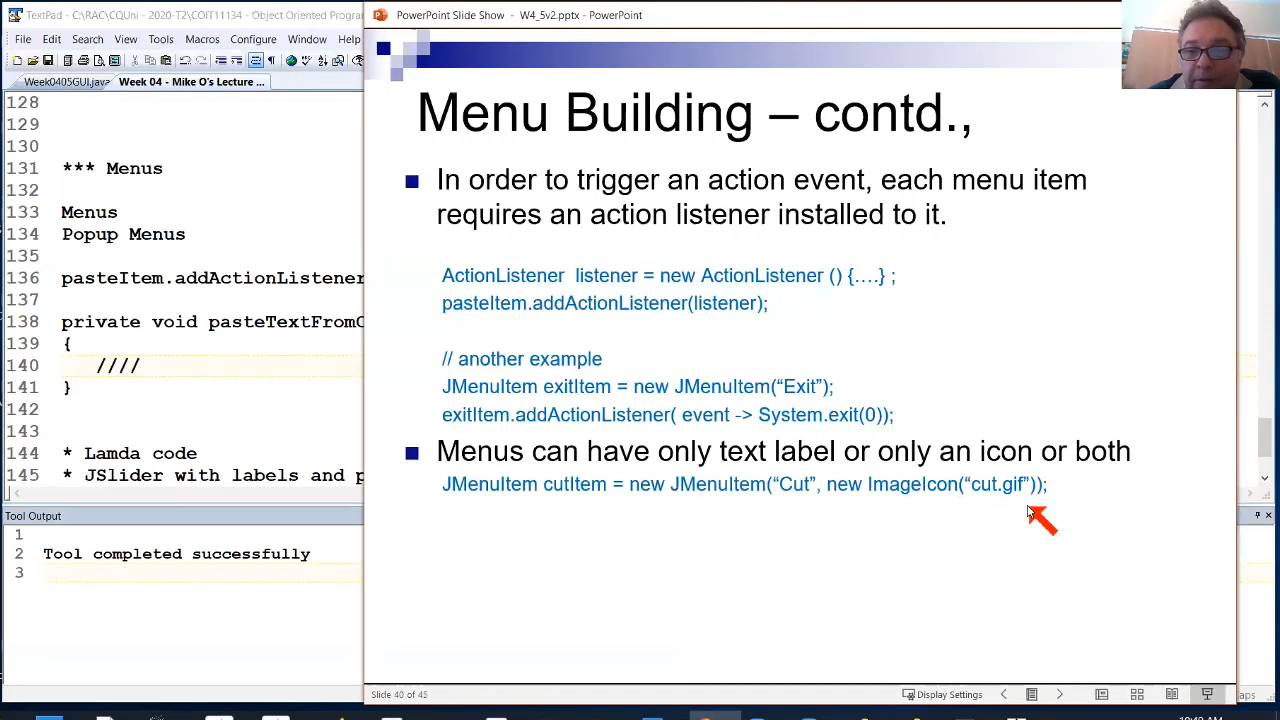 TextPad - C:\RAC\CQUni - 2020-T2\COIT11134 - Object Oriented Progra
File Edit Search View Tools Macros Configure Window Help
Week0405GUI.java Week 04 - Mike O's Lecture ...
128
129
130
131 *** Menus
132
133 Menus
134 Popup Menus
135
136 pasteItem.addActionListener
137
138 private void pasteTextFrom
139 {
140 ////
141 }
142
143
144 * Lamda code
145 * JSlider with labels and p
Tool Output
1
2 Tool completed successfully
3
PowerPoint Slide Show - W4_5v2.pptx - PowerPoint
Menu Building – contd.,
In order to trigger an action event, each menu item
requires an action listener installed to it.
ActionListener listener = new ActionListener () {….} ;
pasteItem.addActionListener(listener);
// another example
JMenuItem exitItem = new JMenuItem(“Exit”);
exitItem.addActionListener( event -> System.exit(0));
Menus can have only text label or only an icon or both
JMenuItem cutItem = new JMenuItem(“Cut”, new ImageIcon(“cut.gif”));
Slide 40 of 45
Display Settings